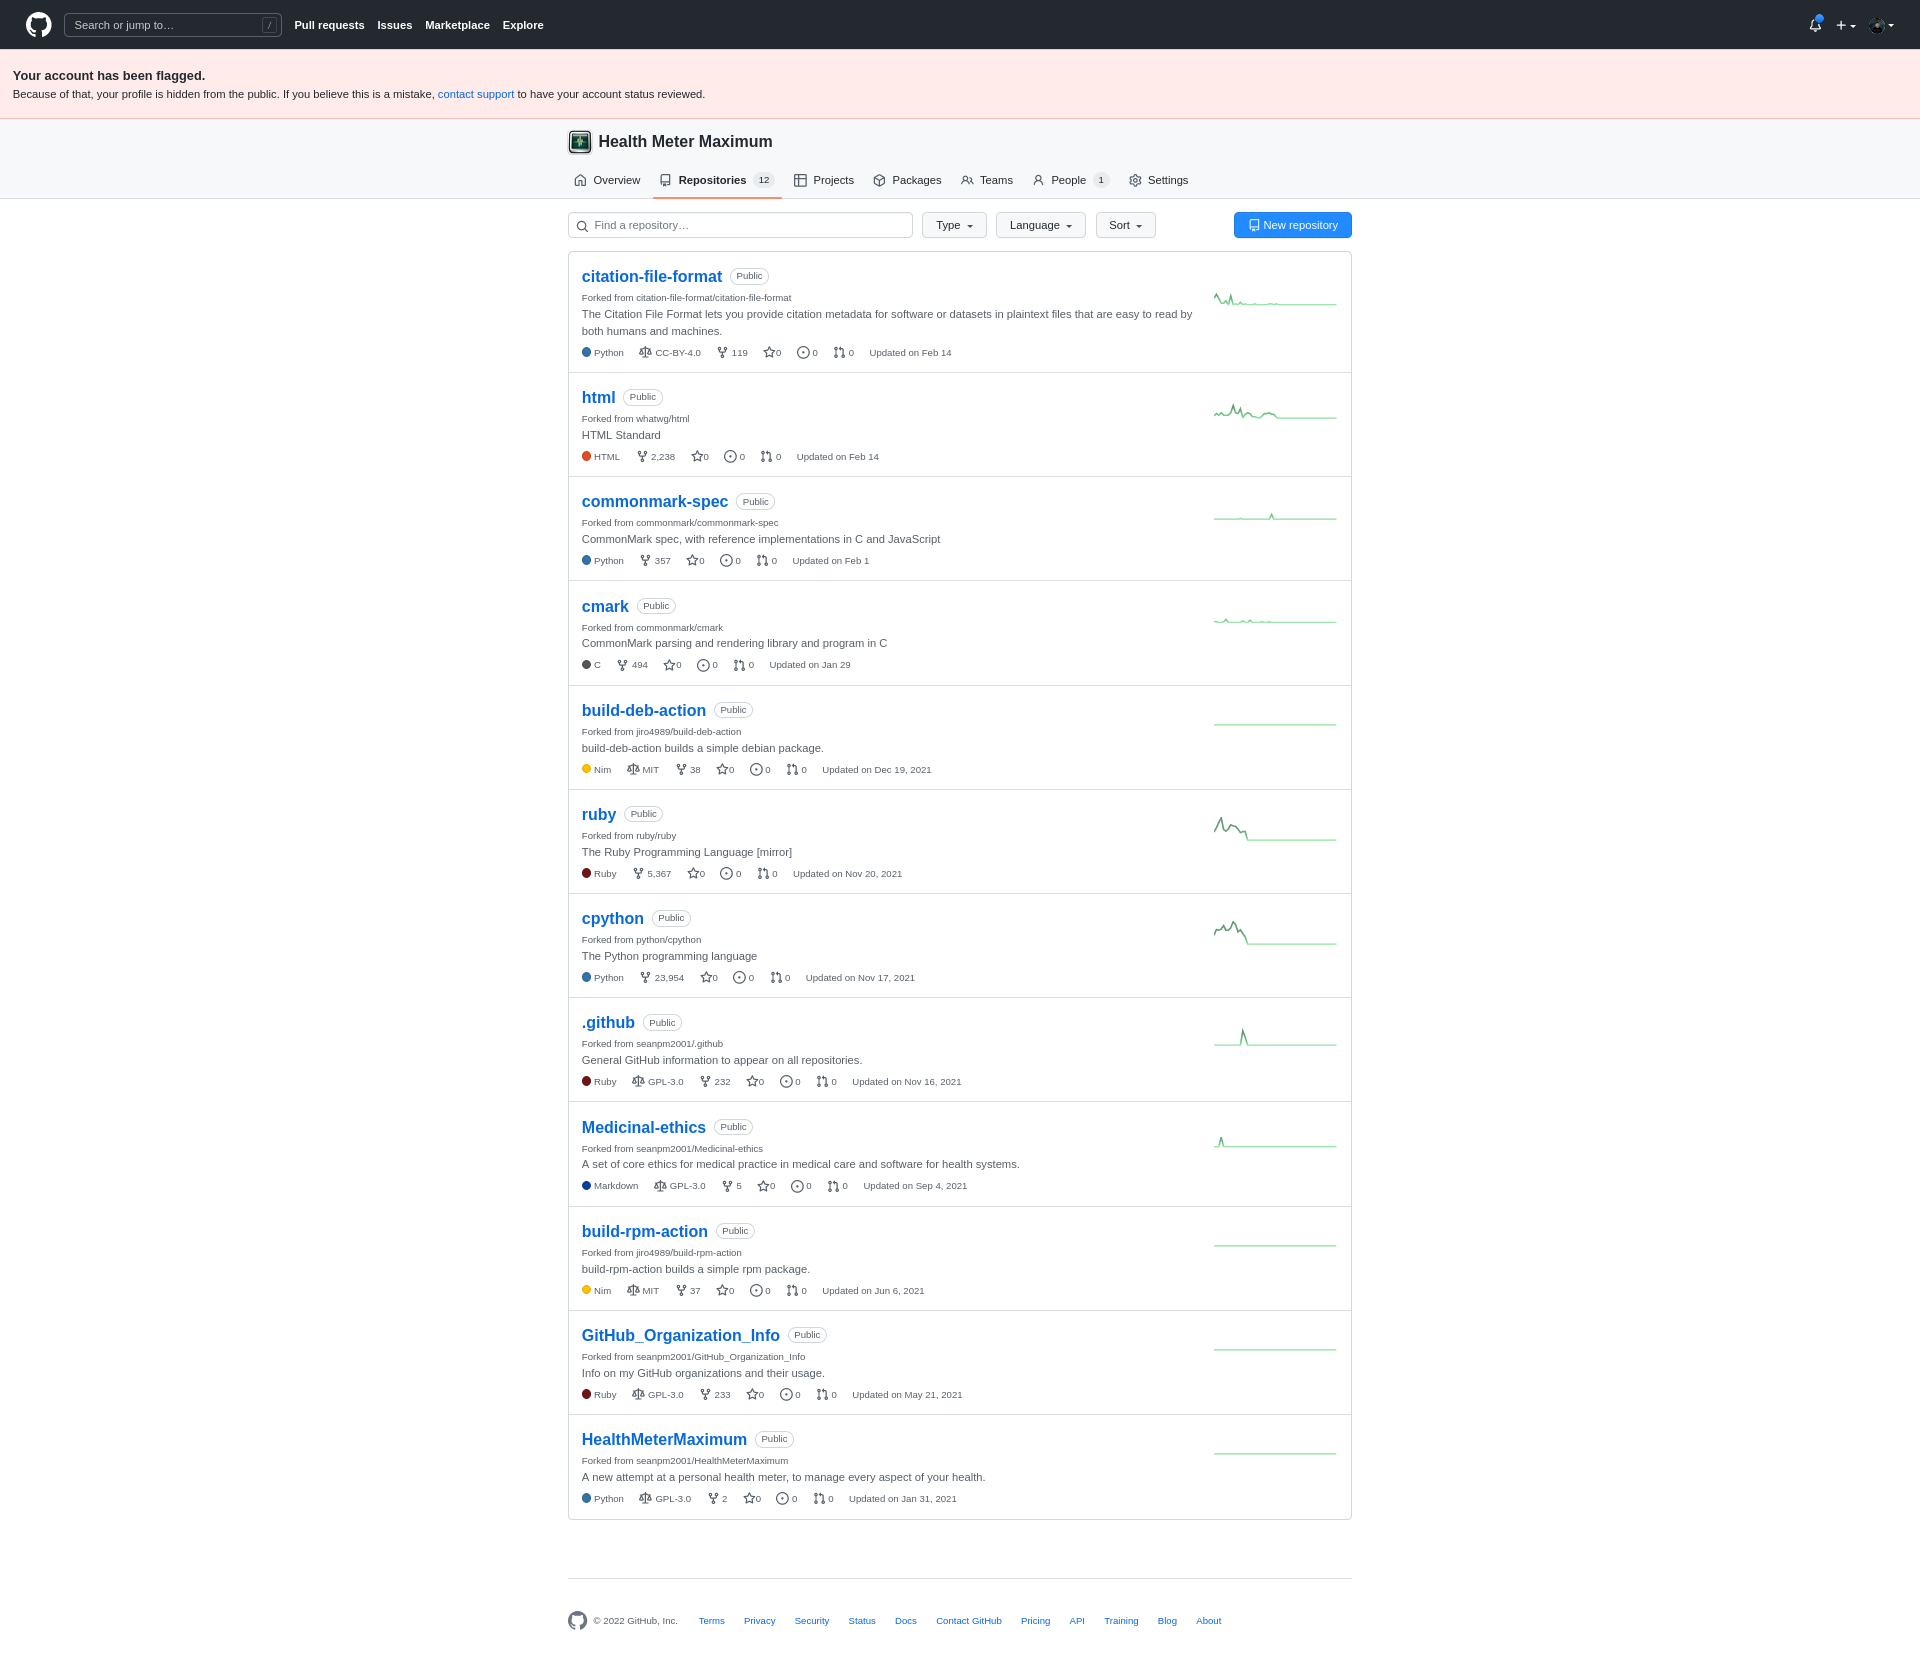 Search or jump to… /
Pull requests Issues Marketplace Explore
Your account has been flagged.
Because of that, your profile is hidden from the public. If you believe this is a mistake, contact support to have your account status reviewed.
Health Meter Maximum
Overview Repositories 12 Projects Packages Teams People 1 Settings
Find a repository… Type Language Sort New repository
citation-file-format Public
Forked from citation-file-format/citation-file-format
The Citation File Format lets you provide citation metadata for software or datasets in plaintext files that are easy to read by
both humans and machines.
Python CC-BY-4.0 119 0 0 0 Updated on Feb 14
html Public
Forked from whatwg/html
HTML Standard
HTML 2,238 0 0 0 Updated on Feb 14
commonmark-spec Public
Forked from commonmark/commonmark-spec
CommonMark spec, with reference implementations in C and JavaScript
Python 357 0 0 0 Updated on Feb 1
cmark Public
Forked from commonmark/cmark
CommonMark parsing and rendering library and program in C
C 494 0 0 0 Updated on Jan 29
build-deb-action Public
Forked from jiro4989/build-deb-action
build-deb-action builds a simple debian package.
Nim MIT 38 0 0 0 Updated on Dec 19, 2021
ruby Public
Forked from ruby/ruby
The Ruby Programming Language [mirror]
Ruby 5,367 0 0 0 Updated on Nov 20, 2021
cpython Public
Forked from python/cpython
The Python programming language
Python 23,954 0 0 0 Updated on Nov 17, 2021
.github Public
Forked from seanpm2001/.github
General GitHub information to appear on all repositories.
Ruby GPL-3.0 232 0 0 0 Updated on Nov 16, 2021
Medicinal-ethics Public
Forked from seanpm2001/Medicinal-ethics
A set of core ethics for medical practice in medical care and software for health systems.
Markdown GPL-3.0 5 0 0 0 Updated on Sep 4, 2021
build-rpm-action Public
Forked from jiro4989/build-rpm-action
build-rpm-action builds a simple rpm package.
Nim MIT 37 0 0 0 Updated on Jun 6, 2021
GitHub_Organization_Info Public
Forked from seanpm2001/GitHub_Organization_Info
Info on my GitHub organizations and their usage.
Ruby GPL-3.0 233 0 0 0 Updated on May 21, 2021
HealthMeterMaximum Public
Forked from seanpm2001/HealthMeterMaximum
A new attempt at a personal health meter, to manage every aspect of your health.
Python GPL-3.0 2 0 0 0 Updated on Jan 31, 2021
© 2022 GitHub, Inc. Terms Privacy Security Status Docs Contact GitHub Pricing API Training Blog About